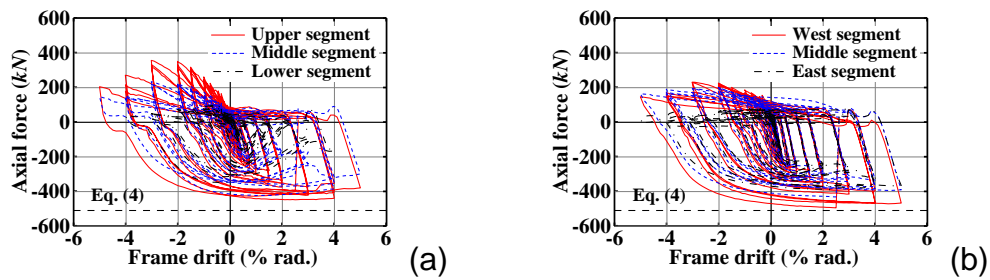 600
400
200
0
-200
-400
-600
Axial force (kN)
Upper segment
Middle segment
Lower segment
Eq. (4)
-6 -4 -2 0 2 4 6
Frame drift (% rad.)
(a)
600
400
200
0
-200
-400
-600
Axial force (kN)
West segment
Middle segment
East segment
Eq. (4)
-6 -4 -2 0 2 4 6
Frame drift (% rad.)
(b)